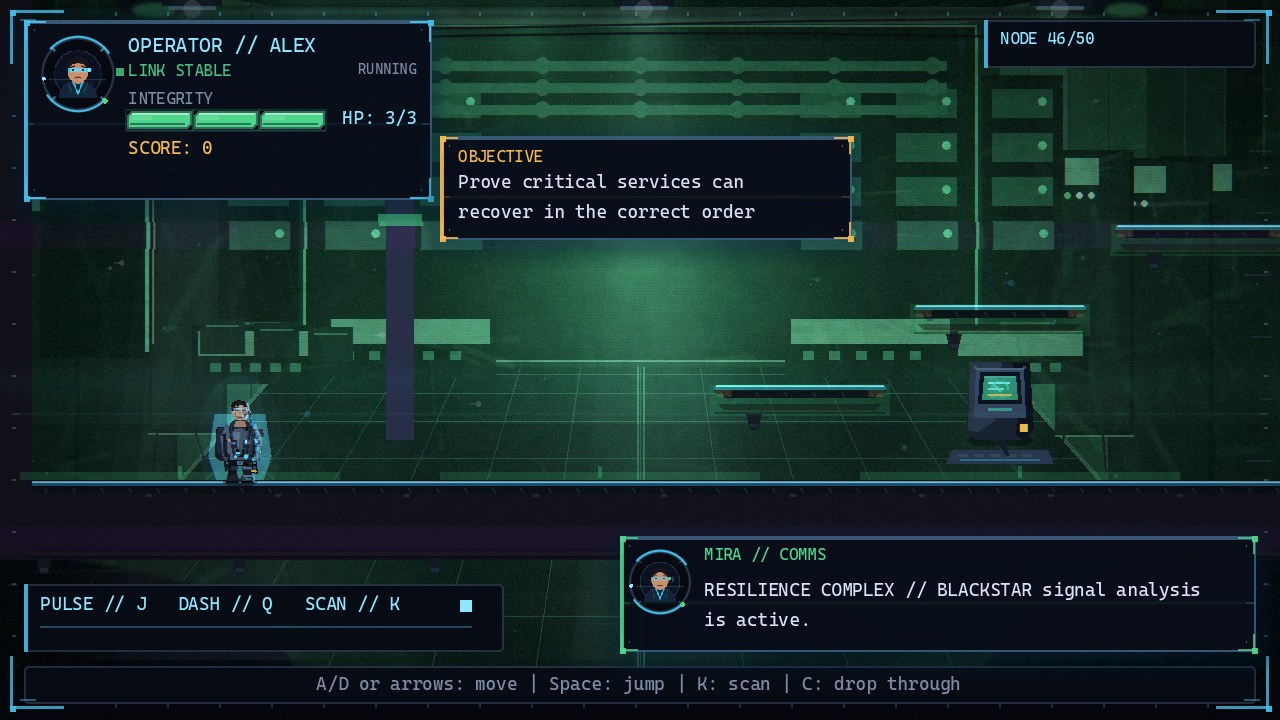 OPERATOR // ALEX
LINK STABLE
RUNNING
INTEGRITY
HP: 3/3
SCORE: 0
NODE 46/50
OBJECTIVE
Prove critical services can
recover in the correct order
MIRA // COMMS
RESILIENCE COMPLEX // BLACKSTAR signal analysis
is active.
PULSE // J DASH // Q SCAN // K
A/D or arrows: move | Space: jump | K: scan | C: drop through